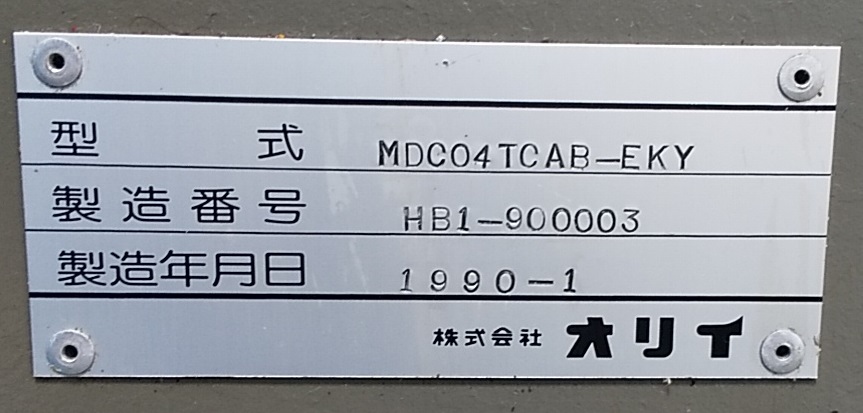 型式 MDC04TCAB-EKY
製造番号 HB1-900003
製造年月日 1990-1
株式会社 オリイ